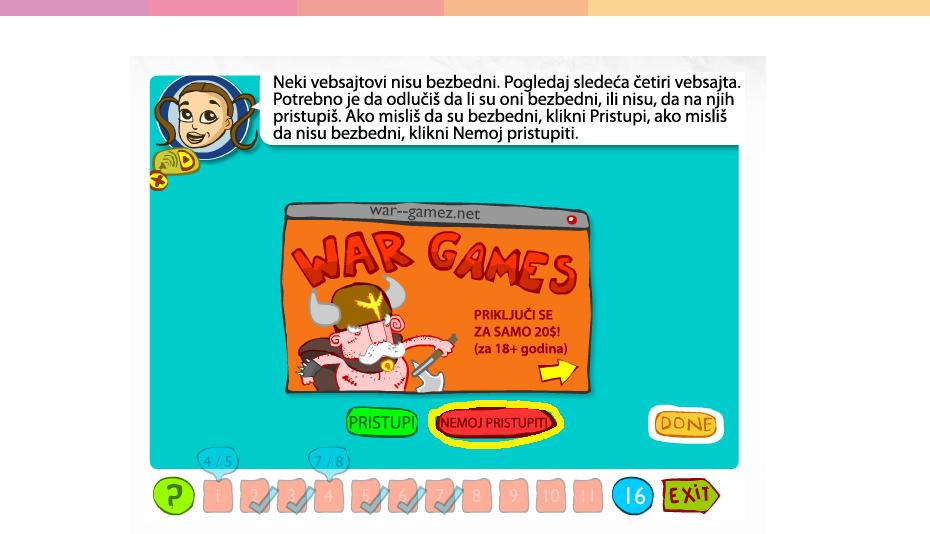 Neki vebsajtovi nisu bezbedni. Pogledaj sledeća četiri vebsajta.
Potrebno je da odlučiš da li su oni bezbedni, ili nisu, da na njih
pristupiš. Ako misliš da su bezbedni, klikni Pristupi, ako misliš
da nisu bezbedni, klikni Nemoj pristupiti.
war--gamez.net
WAR GAMES
PRIKLJUČI SE
ZA SAMO 20$!
(za 18+ godina)
PRISTUPI
NEMOJ PRISTUPITI
DONE
4 / 5
7 / 8
?
1 2 3 4 5 6 7 8 9 10 11
16
EXIT